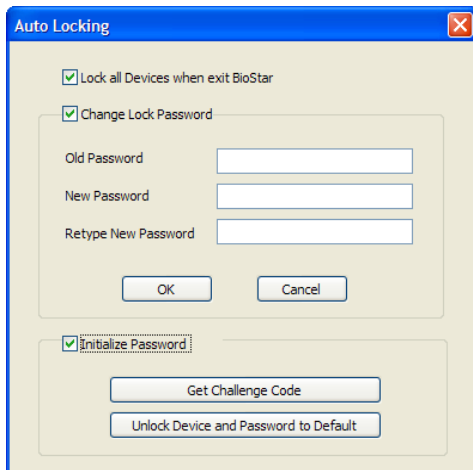 Auto Locking
Lock all Devices when exit BioStar
Change Lock Password
Old Password
New Password
Retype New Password
OK Cancel
Initialize Password
Get Challenge Code
Unlock Device and Password to Default